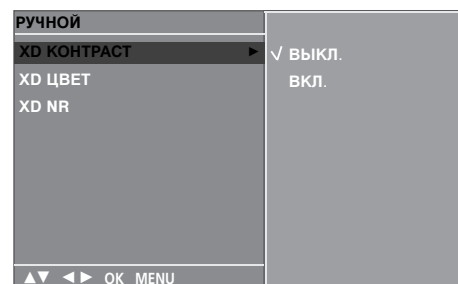 РУЧНОЙ
XD КОНТРАСТ ►
XD ЦВЕТ
XD NR
√ ВЫКЛ.
ВКЛ.
▲▼ ◄► OK MENU